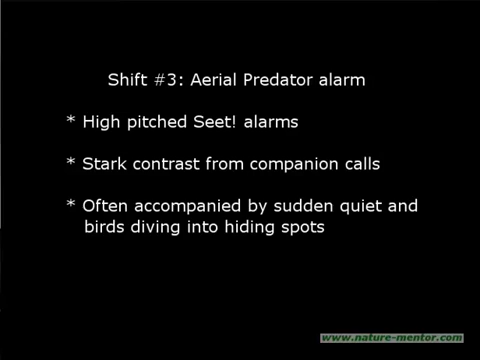 Shift #3: Aerial Predator alarm
* High pitched Seet! alarms
* Stark contrast from companion calls
* Often accompanied by sudden quiet and
birds diving into hiding spots
www.nature-mentor.com